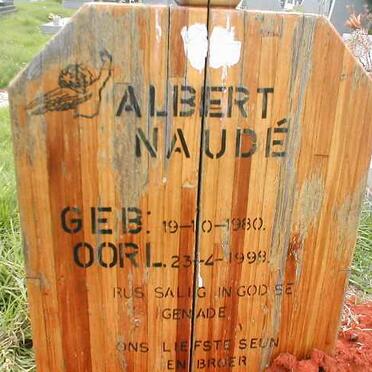 ALBERT
NAUDÉ
GEB: 19-10-1980.
OORL. 23-4-1998.
RUS SALIG IN GOD SE
GENADE
ONS LIEFSTE SEUN
EN BROER